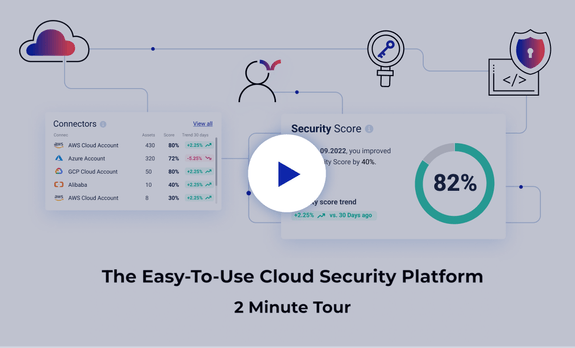 Connectors
View all
Connec
Assets
Score
Trend 30 days
AWS Cloud Account 430 80% +2.25%
Azure Account 320 72% -5.25%
GCP Cloud Account 50 80% +2.25%
Alibaba 10 40% +2.25%
AWS Cloud Account 8 30% +2.25%
Security Score
.09.2022, you improved
Score by 40%.
score trend
+2.25% vs. 30 Days ago
82%
</>
The Easy-To-Use Cloud Security Platform
2 Minute Tour